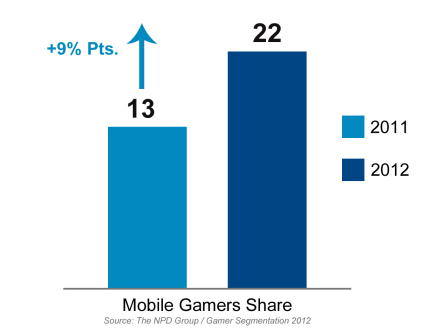 +9% Pts.
13
22
2011
2012
Mobile Gamers Share
Source: The NPD Group / Gamer Segmentation 2012